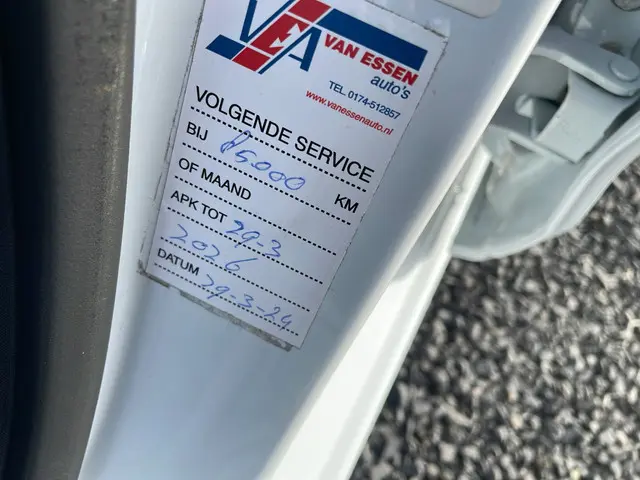 VEA
VAN ESSEN
auto's
TEL. 0174-512857
www.vanessenauto.nl
VOLGENDE SERVICE
BIJ 85000 KM
OF MAAND
APK TOT 29-3
2026
DATUM 29-3-24